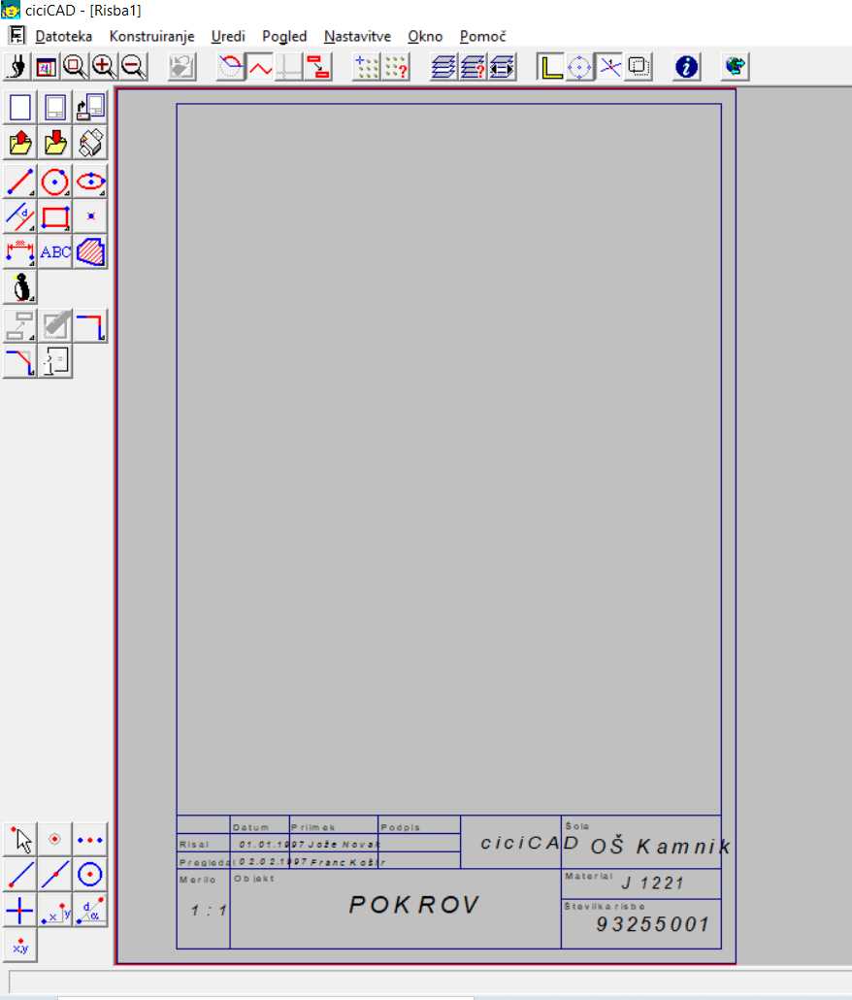 ciciCAD - [Risba1]
Datoteka Konstruiranje Uredi Pogled Nastavitve Okno Pomoč
ABC
Datum Priimek Podpis
Risal 01.01.1997 Jože Novak
Pregledal 02.02.1997 Franc Košir
ciciCAD
Šola
OŠ Kamnik
Merilo
1 : 1
Objekt
POKROV
Material
J 1221
Številka risbe
93255001
x y
d
α
x,y